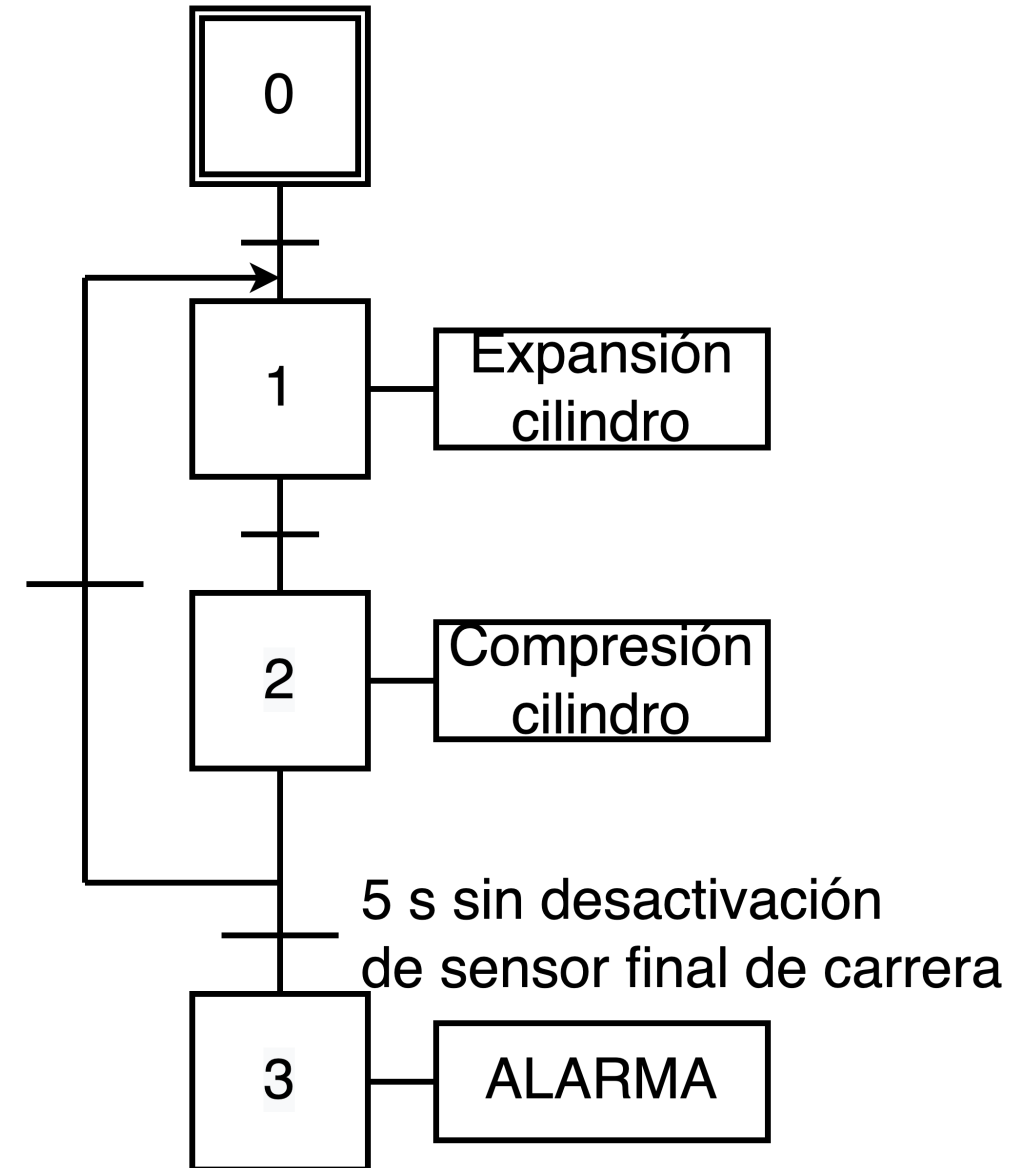 0
1
Expansión
cilindro
2
Compresión
cilindro
5 s sin desactivación
de sensor final de carrera
3
ALARMA